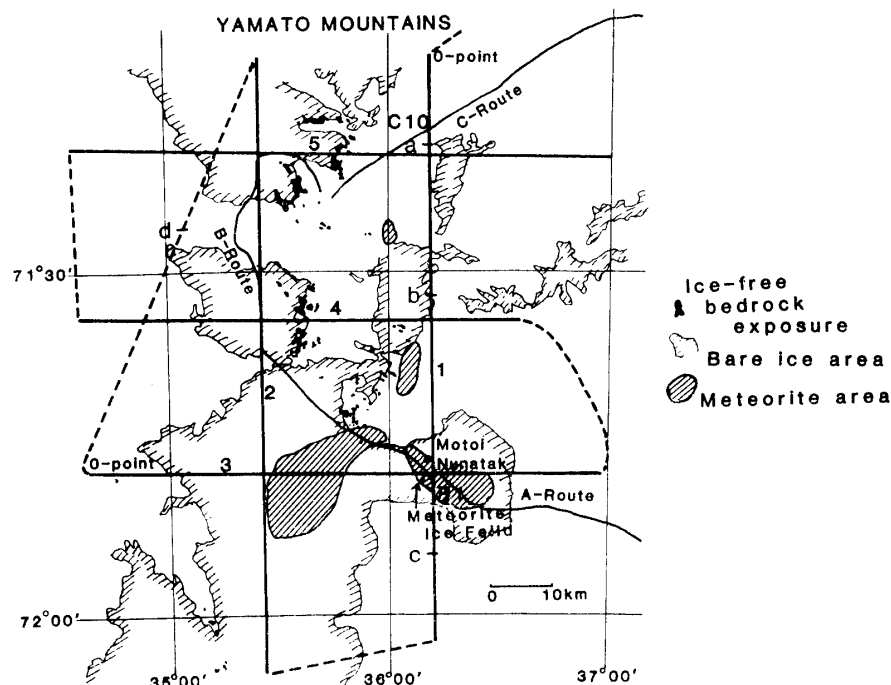 YAMATO MOUNTAINS
0-point
C-Route
C10
a
5
d
B-Route
71°30'
b
4
1
2
0-point
3
Motoi
Nunatak
A-Route
Meteorite
Ice Feild
C
0 10km
72°00'
35°00'
36°00'
37°00'
Ice-free
bedrock
exposure
Bare ice area
Meteorite area